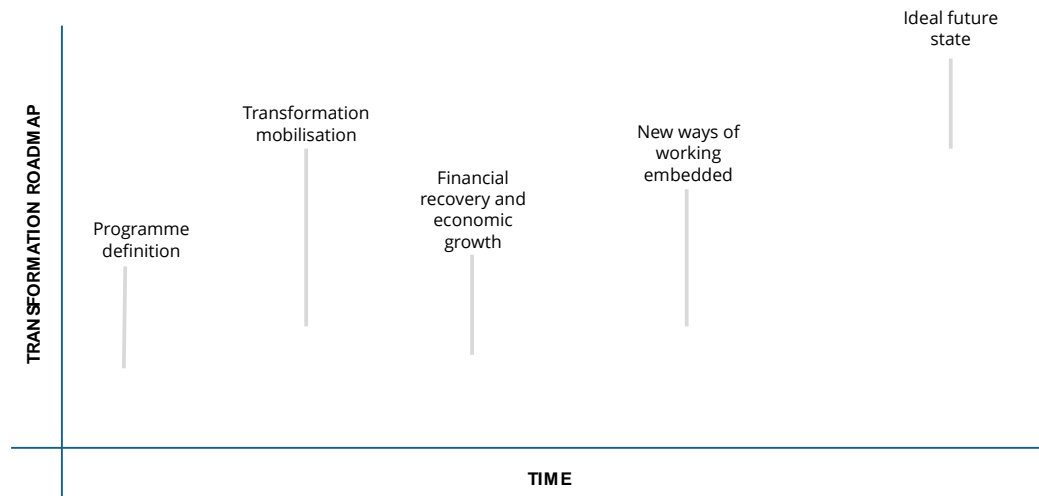 Ideal future
state
Transformation
mobilisation
New ways of
working
embedded
Financial
recovery and
economic
growth
Programme
definition
TRANSFORMATION ROADMAP
TIME